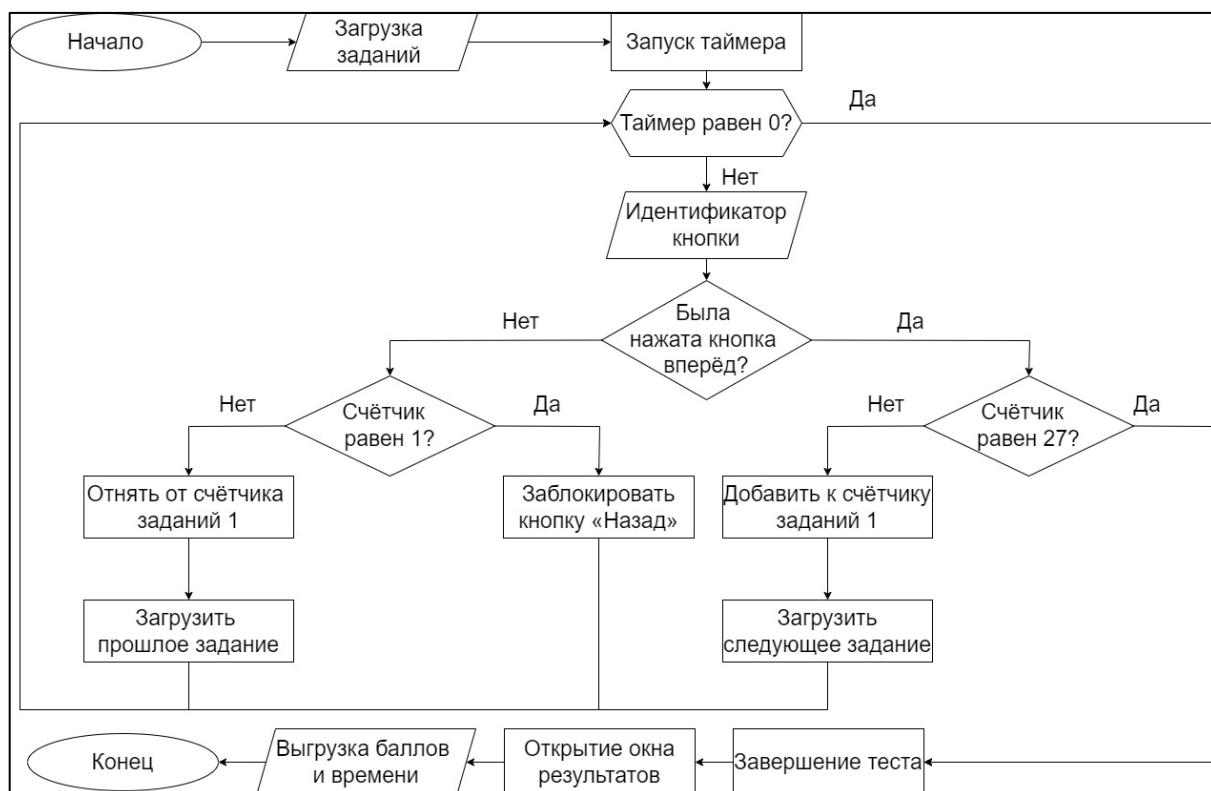 Начало
Загрузка
заданий
Запуск таймера
Да
Таймер равен 0?
Нет
Идентификатор
кнопки
Нет
Была
нажата кнопка
вперёд?
Да
Нет
Счётчик
равен 1?
Да
Нет
Счётчик
равен 27?
Да
Отнять от счётчика
заданий 1
Заблокировать
кнопку «Назад»
Добавить к счётчику
заданий 1
Загрузить
прошлое задание
Загрузить
следующее задание
Конец
Выгрузка баллов
и времени
Открытие окна
результатов
Завершение теста